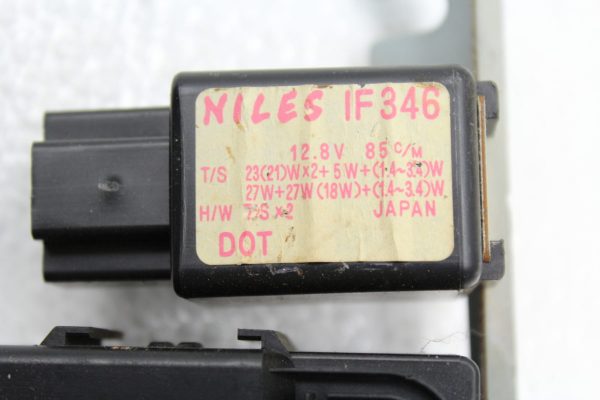 NILES IF346
12.8V 85 C/M
T/S 23(21)W×2+5W+(1.4~3.4)W
27W+27W(18W)+(1.4~3.4)W
H/W T/S×2 JAPAN
DOT